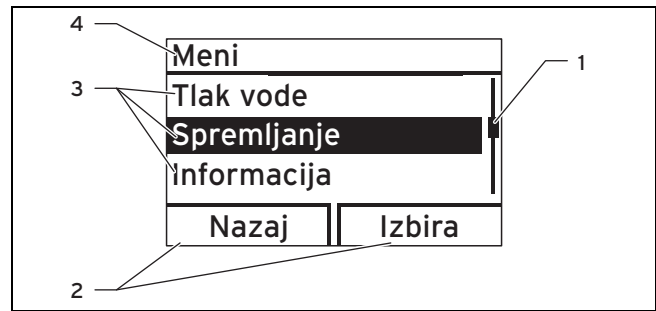 4
Meni
1
3
Tlak vode
Spremljanje
Informacija
Nazaj Izbira
2